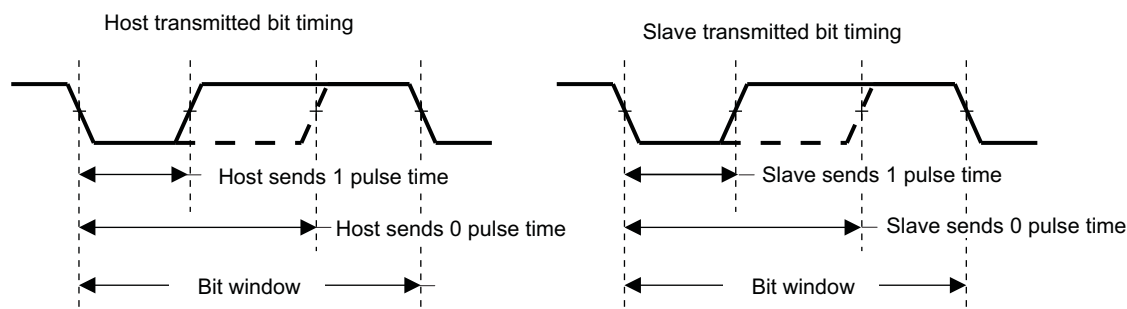 Host transmitted bit timing
Host sends 1 pulse time
Host sends 0 pulse time
Bit window
Slave transmitted bit timing
Slave sends 1 pulse time
Slave sends 0 pulse time
Bit window